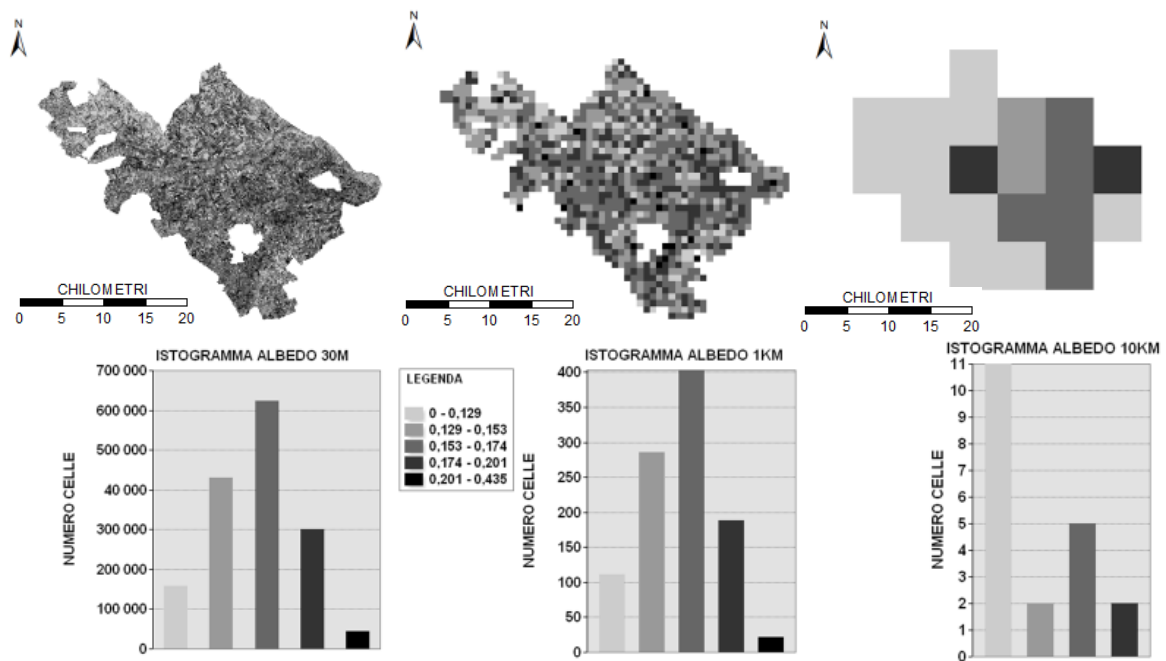 N
N
N
CHILOMETRI
0 5 10 15 20
CHILOMETRI
0 5 10 15 20
CHILOMETRI
0 5 10 15 20
ISTOGRAMMA ALBEDO 30M
700 000
600 000
500 000
40 0000
300 000
200 000
100 000
0
NUMERO CELLE
LEGENDA
0 - 0,129
0,129 - 0,153
0,153 - 0,174
0,174 - 0,201
0,201 - 0,435
ISTOGRAMMA ALBEDO 1KM
400
350
300
250
200
150
100
50
0
NUMERO CELLE
ISTOGRAMMA ALBEDO 10KM
11
10
9
8
7
6
5
4
3
2
1
0
NUMERO CELLE